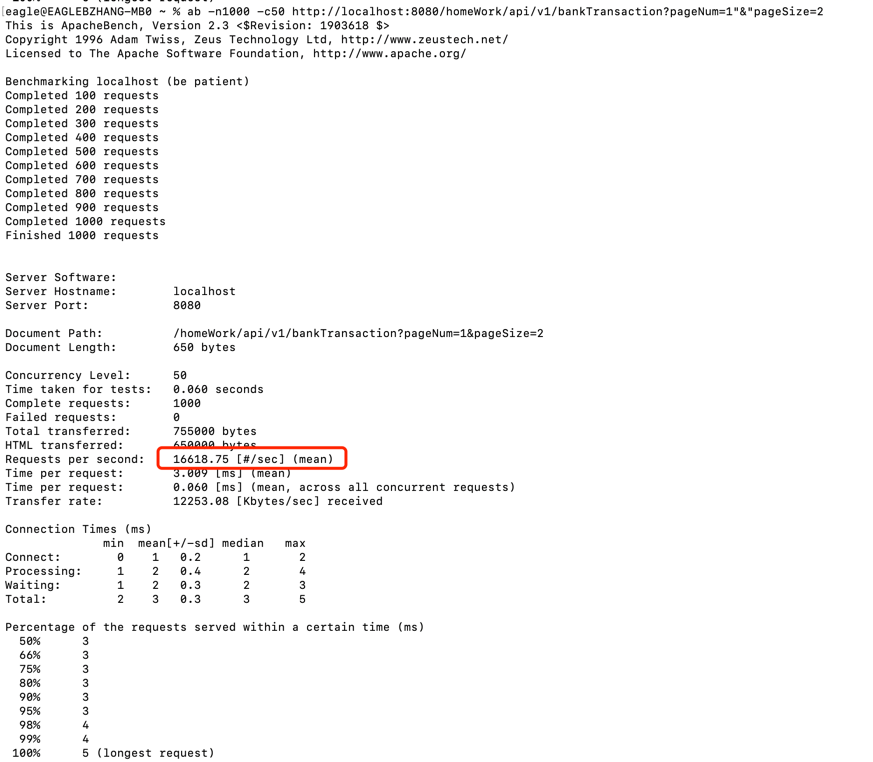 [eagle@EAGLEBZHANG-MB0 ~ % ab -n1000 -c50 http://localhost:8080/homeWork/api/v1/bankTransaction?pageNum=1"&"pageSize=2
This is ApacheBench, Version 2.3 <$Revision: 1903618 $>
Copyright 1996 Adam Twiss, Zeus Technology Ltd, http://www.zeustech.net/
Licensed to The Apache Software Foundation, http://www.apache.org/

Benchmarking localhost (be patient)
Completed 100 requests
Completed 200 requests
Completed 300 requests
Completed 400 requests
Completed 500 requests
Completed 600 requests
Completed 700 requests
Completed 800 requests
Completed 900 requests
Completed 1000 requests
Finished 1000 requests


Server Software:
Server Hostname:        localhost
Server Port:            8080

Document Path:          /homeWork/api/v1/bankTransaction?pageNum=1&pageSize=2
Document Length:        650 bytes

Concurrency Level:      50
Time taken for tests:   0.060 seconds
Complete requests:      1000
Failed requests:        0
Total transferred:      755000 bytes
HTML transferred:       650000 bytes
Requests per second:    16618.75 [#/sec] (mean)
Time per request:       3.009 [ms] (mean)
Time per request:       0.060 [ms] (mean, across all concurrent requests)
Transfer rate:          12253.08 [Kbytes/sec] received

Connection Times (ms)
              min  mean[+/-sd] median   max
Connect:        0    1   0.2      1       2
Processing:     1    2   0.4      2       4
Waiting:        1    2   0.3      2       3
Total:          2    3   0.3      3       5

Percentage of the requests served within a certain time (ms)
  50%      3
  66%      3
  75%      3
  80%      3
  90%      3
  95%      3
  98%      4
  99%      4
 100%      5 (longest request)